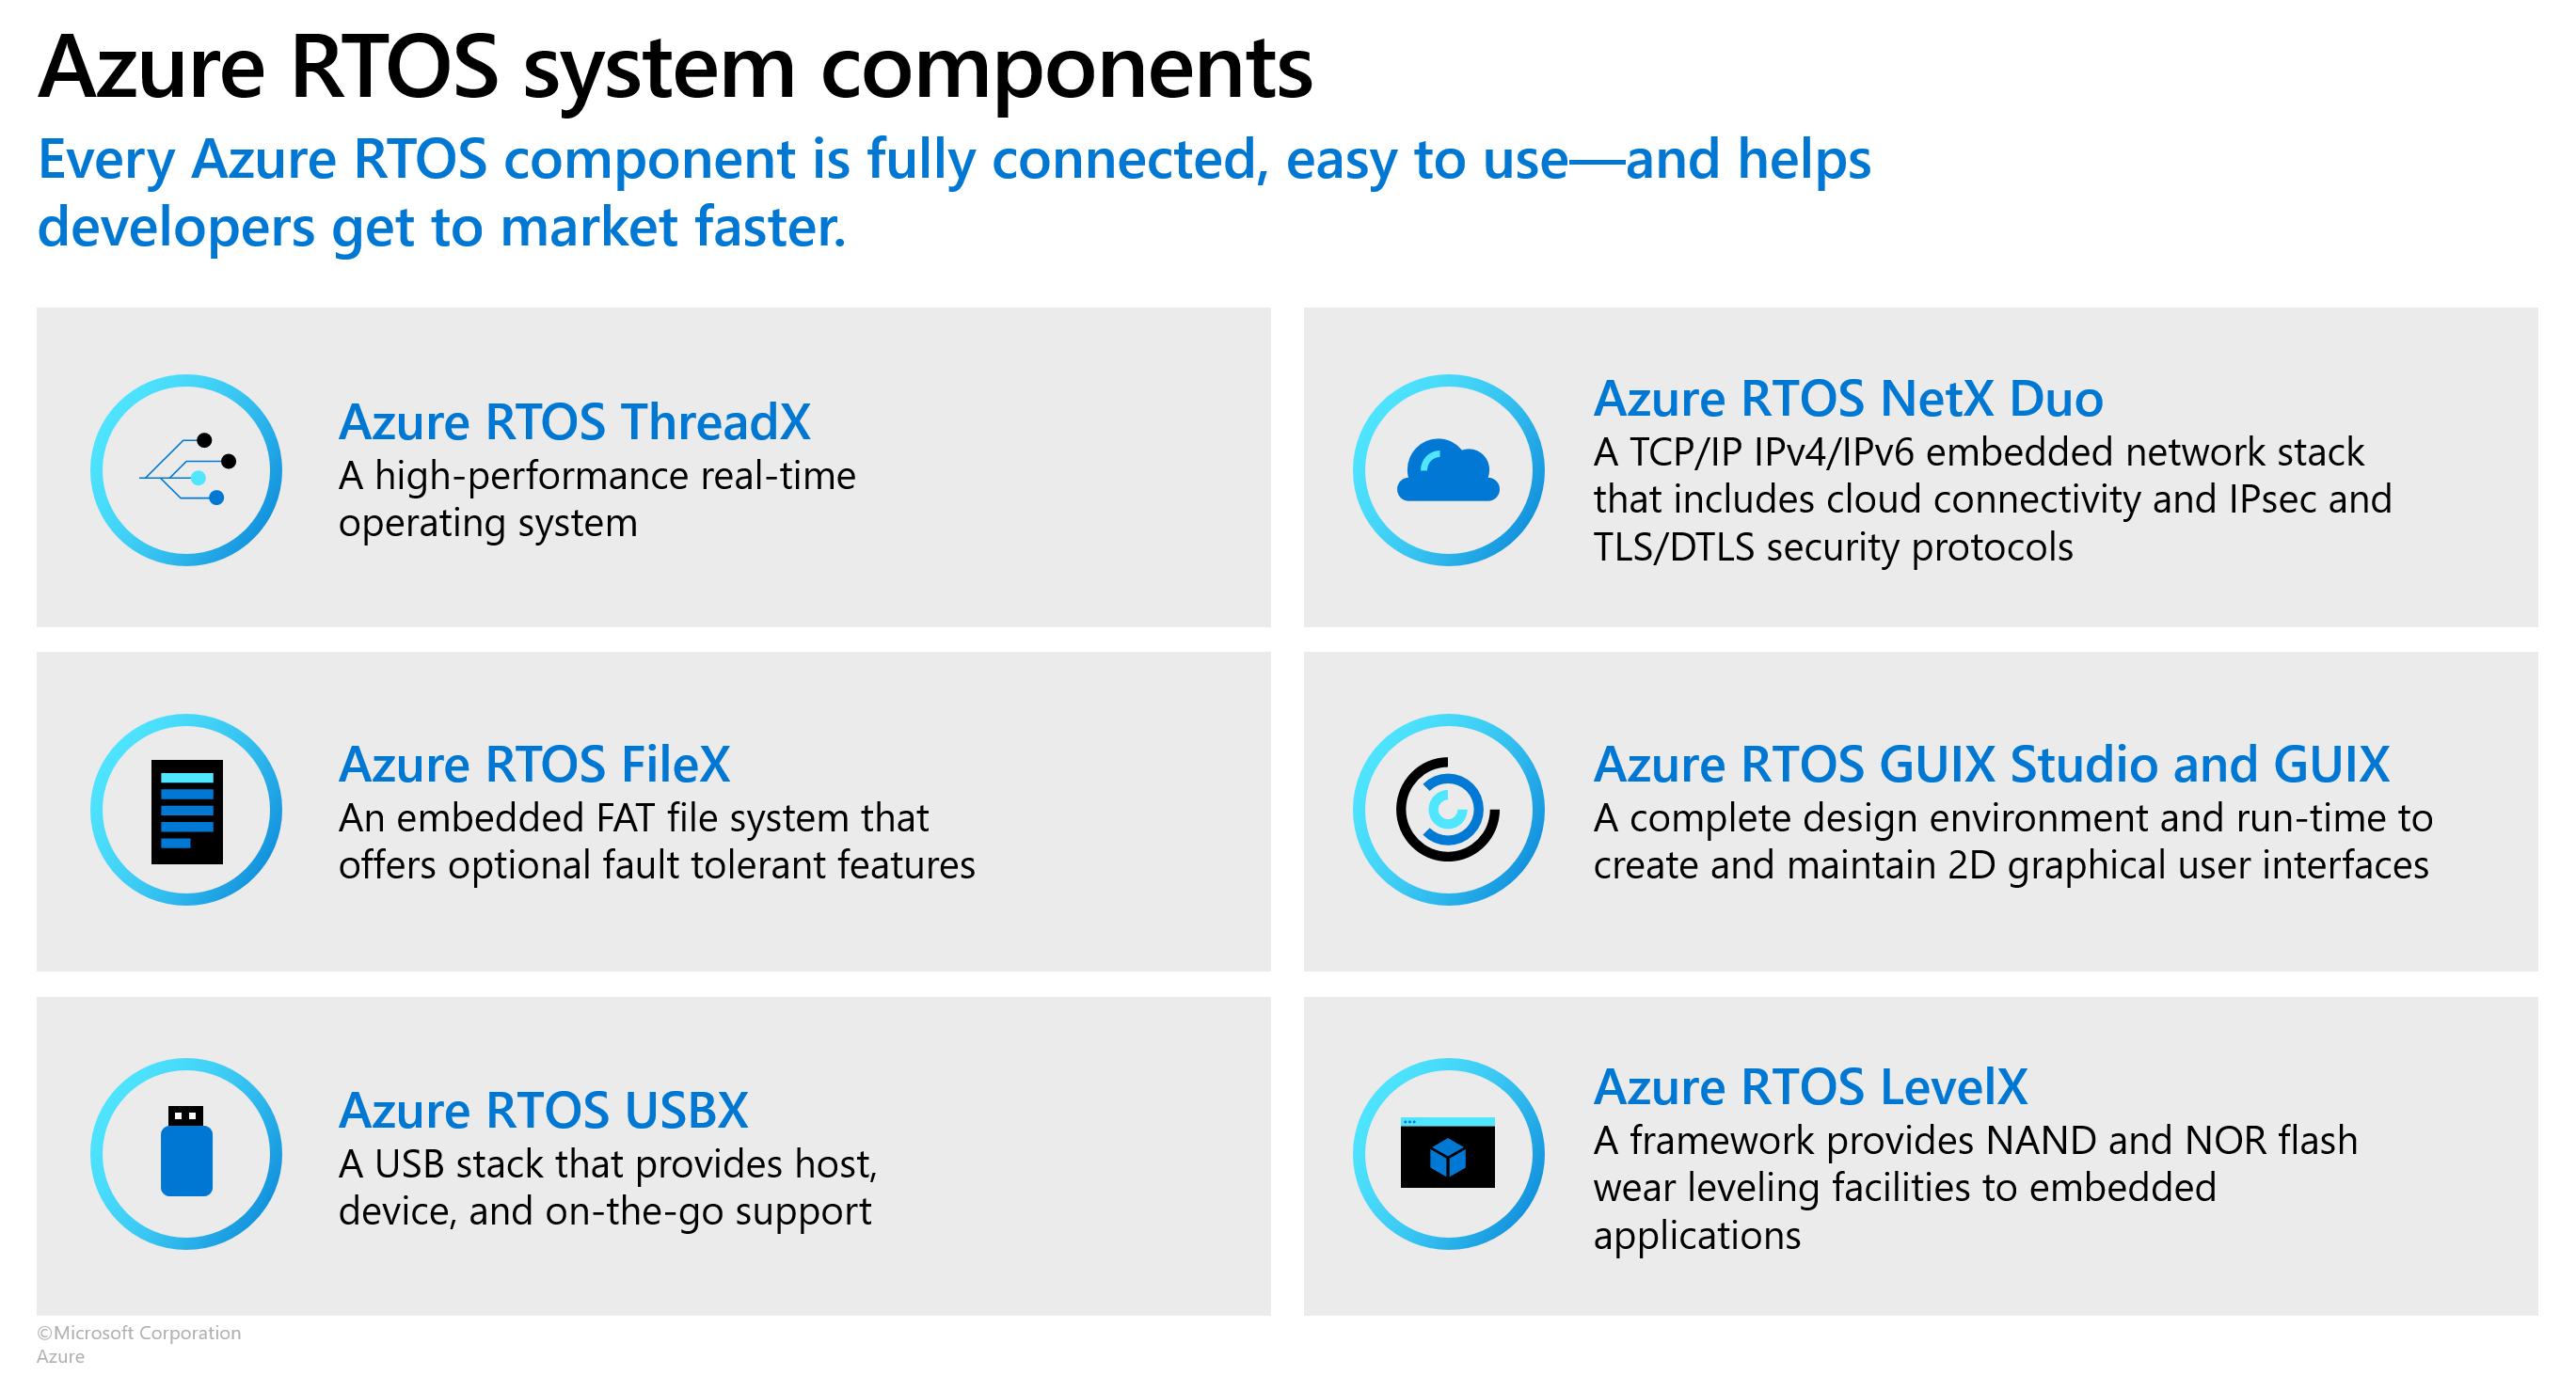 Azure RTOS system components
Every Azure RTOS component is fully connected, easy to use—and helps
developers get to market faster.
Azure RTOS ThreadX
A high-performance real-time
operating system
Azure RTOS NetX Duo
A TCP/IP IPv4/IPv6 embedded network stack
that includes cloud connectivity and IPsec and
TLS/DTLS security protocols
Azure RTOS FileX
An embedded FAT file system that
offers optional fault tolerant features
Azure RTOS GUIX Studio and GUIX
A complete design environment and run-time to
create and maintain 2D graphical user interfaces
Azure RTOS USBX
A USB stack that provides host,
device, and on-the-go support
Azure RTOS LevelX
A framework provides NAND and NOR flash
wear leveling facilities to embedded
applications
©Microsoft Corporation
Azure